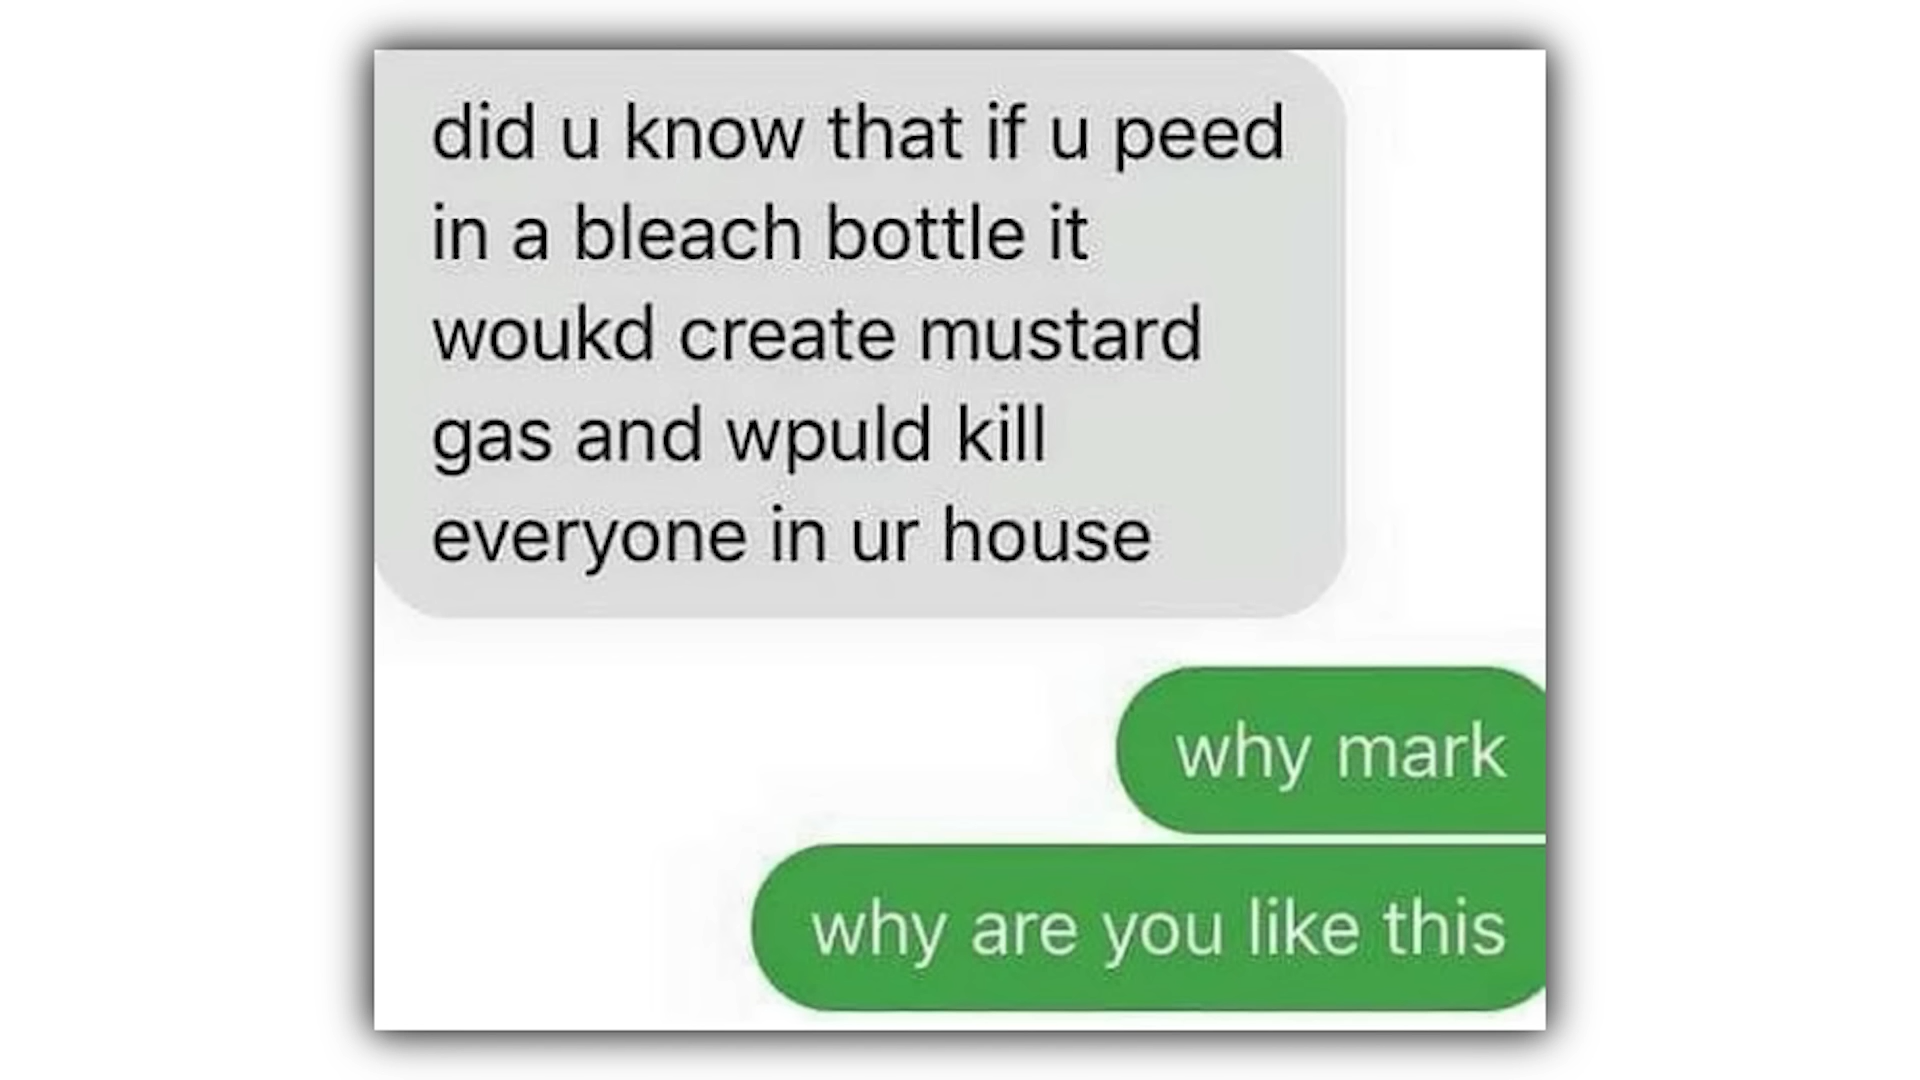 did u know that if u peed
in a bleach bottle it
woukd create mustard
gas and wpuld kill
everyone in ur house
why mark
why are you like this